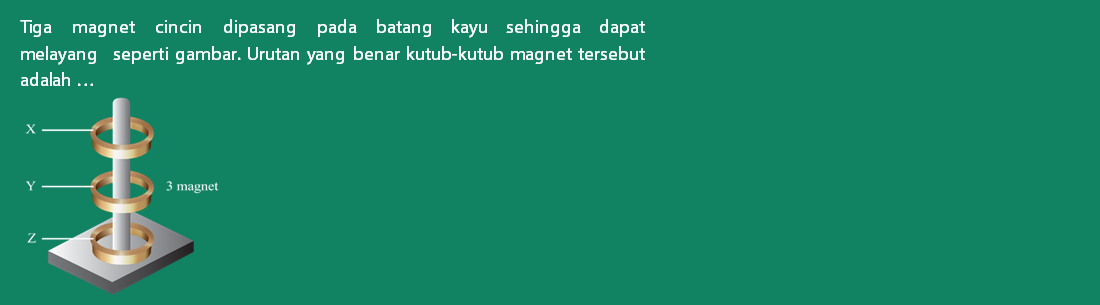 Tiga magnet cincin dipasang pada batang kayu sehingga dapat
melayang seperti gambar. Urutan yang benar kutub-kutub magnet tersebut
adalah ...
X
Y
3 magnet
Z